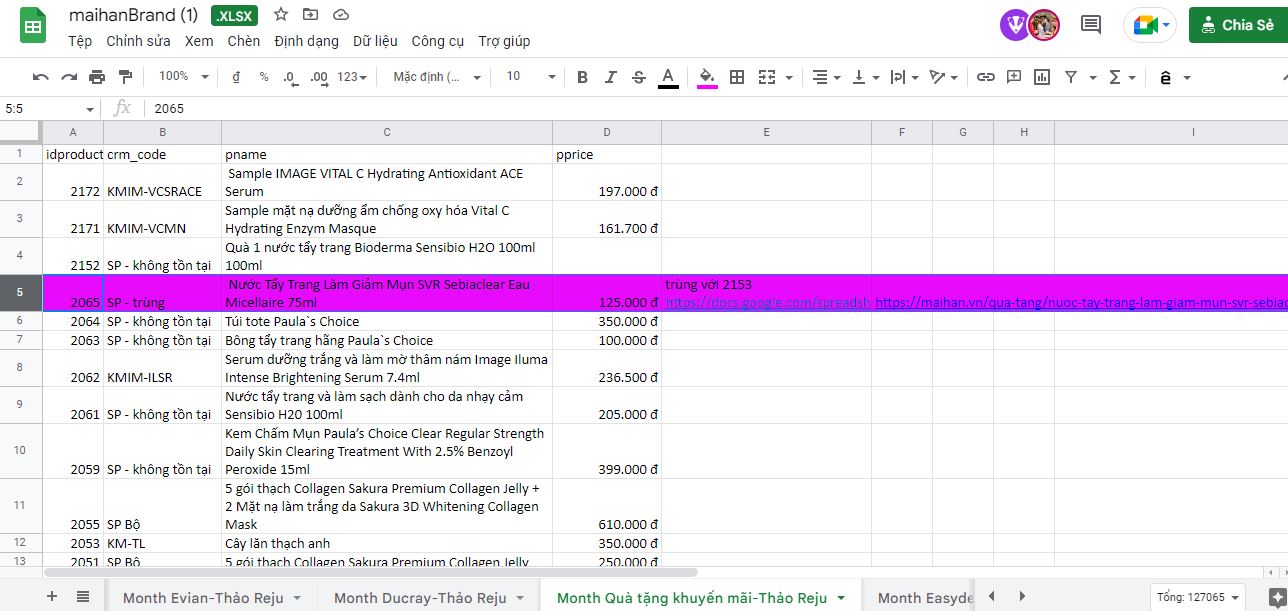 maihanBrand (1) .XLSX
Tệp Chỉnh sửa Xem Chèn Định dạng Dữ liệu Công cụ Trợ giúp
Chia Sẻ
100% đ % .0 .00 123 Mặc định (... 10 B I S A Σ ê
5:5 fx 2065
A B C D E F G H I
1 idproduct crm_code pname pprice
Sample IMAGE VITAL C Hydrating Antioxidant ACE
2 2172 KMIM-VCSRACE Serum 197.000 đ
Sample mặt nạ dưỡng ẩm chống oxy hóa Vital C
3 2171 KMIM-VCMN Hydrating Enzym Masque 161.700 đ
Quà 1 nước tẩy trang Bioderma Sensibio H2O 100ml
4 2152 SP - không tồn tại 100ml
Nước Tẩy Trang Làm Giảm Mụn SVR Sebiaclear Eau trùng với 2153
5 2065 SP - trùng Micellaire 75ml 125.000 đ https://docs.google.com/spreadsh https://maihan.vn/qua-tang/nuoc-tay-trang-lam-giam-mun-svr-sebiac
6 2064 SP - không tồn tại Túi tote Paula`s Choice 350.000 đ
7 2063 SP - không tồn tại Bông tẩy trang hãng Paula`s Choice 100.000 đ
Serum dưỡng trắng và làm mờ thâm nám Image Iluma
8 2062 KMIM-ILSR Intense Brightening Serum 7.4ml 236.500 đ
Nước tẩy trang và làm sạch dành cho da nhạy cảm
9 2061 SP - không tồn tại Sensibio H20 100ml 205.000 đ
Kem Chấm Mụn Paula’s Choice Clear Regular Strength
Daily Skin Clearing Treatment With 2.5% Benzoyl
10 2059 SP - không tồn tại Peroxide 15ml 399.000 đ
5 gói thạch Collagen Sakura Premium Collagen Jelly +
2 Mặt nạ làm trắng da Sakura 3D Whitening Collagen
11 2055 SP Bộ Mask 610.000 đ
12 2053 KM-TL Cây lăn thạch anh 350.000 đ
13 2051 SP Bộ 5 gói thạch Collagen Sakura Premium Collagen Jelly 250.000 đ
Month Evian-Thảo Reju Month Ducray-Thảo Reju Month Quà tặng khuyến mãi-Thảo Reju Month Easyde Tổng: 127065